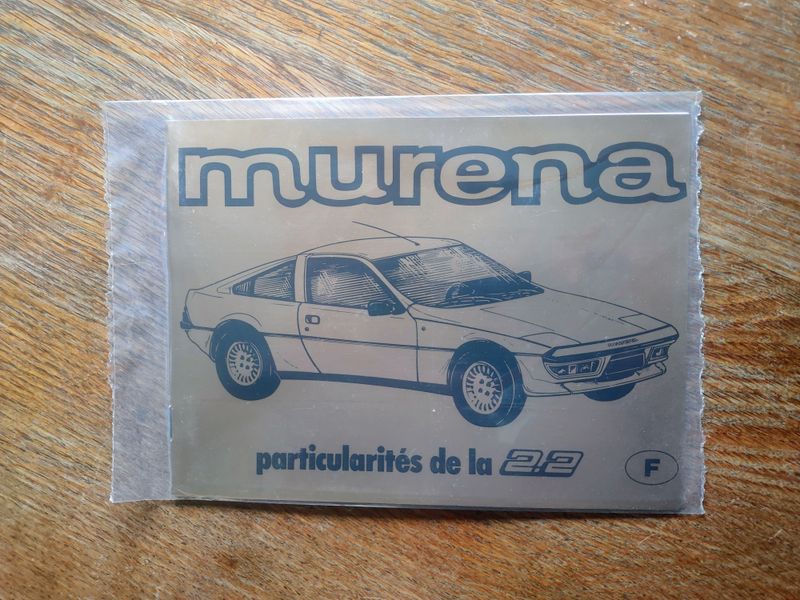 murena
particularités de la 2.2
F